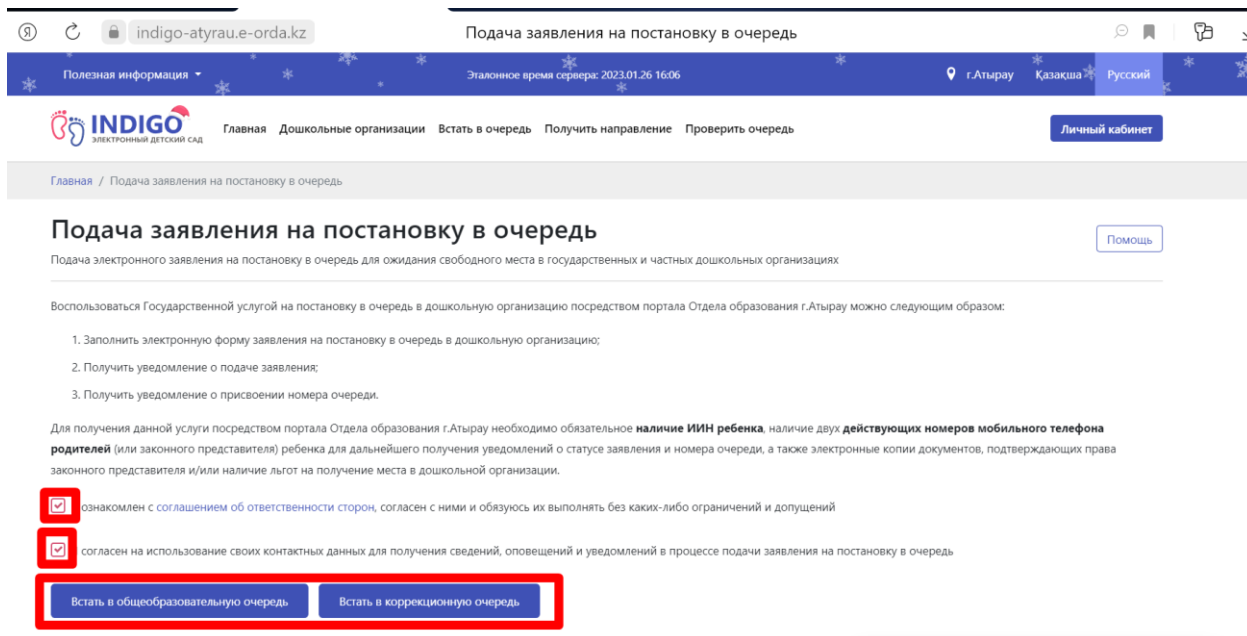 indigo-atyrau.e-orda.kz Подача заявления на постановку в очередь
Полезная информация Эталонное время сервера: 2023.01.26 16:06 г.Атырау Қазақша Русский
INDIGO
ЭЛЕКТРОННЫЙ ДЕТСКИЙ САД
Главная Дошкольные организации Встать в очередь Получить направление Проверить очередь Личный кабинет
Главная / Подача заявления на постановку в очередь
Подача заявления на постановку в очередь
Помощь
Подача электронного заявления на постановку в очередь для ожидания свободного места в государственных и частных дошкольных организациях
Воспользоваться Государственной услугой на постановку в очередь в дошкольную организацию посредством портала Отдела образования г.Атырау можно следующим образом:
1. Заполнить электронную форму заявления на постановку в очередь в дошкольную организацию;
2. Получить уведомление о подаче заявления;
3. Получить уведомление о присвоении номера очереди.
Для получения данной услуги посредством портала Отдела образования г.Атырау необходимо обязательное наличие ИИН ребенка, наличие двух действующих номеров мобильного телефона
родителей (или законного представителя) ребенка для дальнейшего получения уведомлений о статусе заявления и номера очереди, а также электронные копии документов, подтверждающих права
законного представителя и/или наличие льгот на получение места в дошкольной организации.
ознакомлен с соглашением об ответственности сторон, согласен с ними и обязуюсь их выполнять без каких-либо ограничений и допущений
согласен на использование своих контактных данных для получения сведений, оповещений и уведомлений в процессе подачи заявления на постановку в очередь
Встать в общеобразовательную очередь Встать в коррекционную очередь